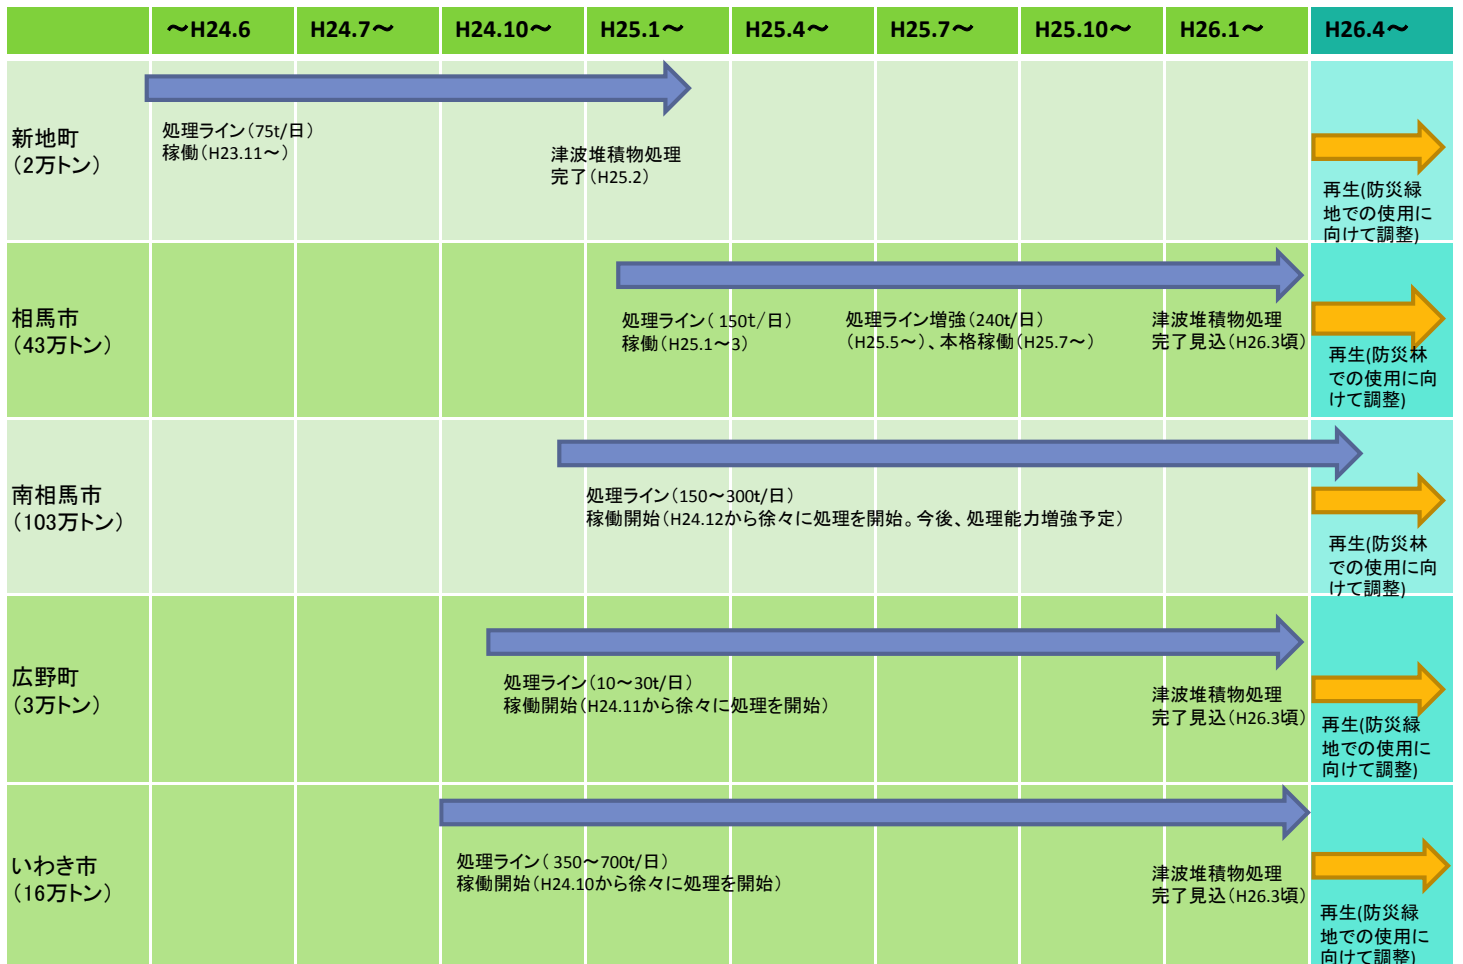 ～H24.6 H24.7～ H24.10～ H25.1～ H25.4～ H25.7～ H25.10～ H26.1～ H26.4～
新地町
（2万トン）
処理ライン（75t/日）
稼働（H23.11～）
津波堆積物処理
完了（H25.2）
再生(防災緑
地での使用に
向けて調整)
相馬市
（43万トン）
処理ライン（ 150t/日）
稼働（H25.1～3）
処理ライン増強（240t/日）
（H25.5～）、本格稼働（H25.7～）
津波堆積物処理
完了見込（H26.3頃）
再生(防災林
での使用に向
けて調整)
南相馬市
（103万トン）
処理ライン（150～300t/日）
稼働開始（H24.12から徐々に処理を開始。今後、処理能力増強予定）
再生(防災林
での使用に向
けて調整)
広野町
（3万トン）
処理ライン（10～30t/日）
稼働開始（H24.11から徐々に処理を開始）
津波堆積物処理
完了見込（H26.3頃）
再生(防災緑
地での使用に
向けて調整)
いわき市
（16万トン）
処理ライン（ 350～700t/日）
稼働開始（H24.10から徐々に処理を開始）
津波堆積物処理
完了見込（H26.3頃）
再生(防災緑
地での使用に
向けて調整)